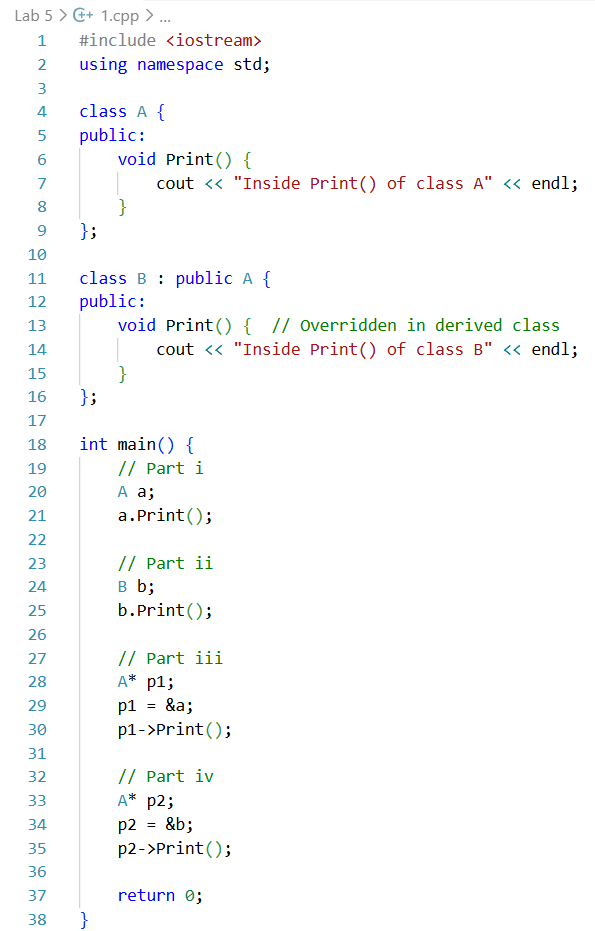 Lab 5 > C++ 1.cpp > ...
1 #include <iostream>
2 using namespace std;
3
4 class A {
5 public:
6     void Print() {
7         cout << "Inside Print() of class A" << endl;
8     }
9 };
10
11 class B : public A {
12 public:
13     void Print() {  // Overridden in derived class
14         cout << "Inside Print() of class B" << endl;
15     }
16 };
17
18 int main() {
19     // Part i
20     A a;
21     a.Print();
22
23     // Part ii
24     B b;
25     b.Print();
26
27     // Part iii
28     A* p1;
29     p1 = &a;
30     p1->Print();
31
32     // Part iv
33     A* p2;
34     p2 = &b;
35     p2->Print();
36
37     return 0;
38 }